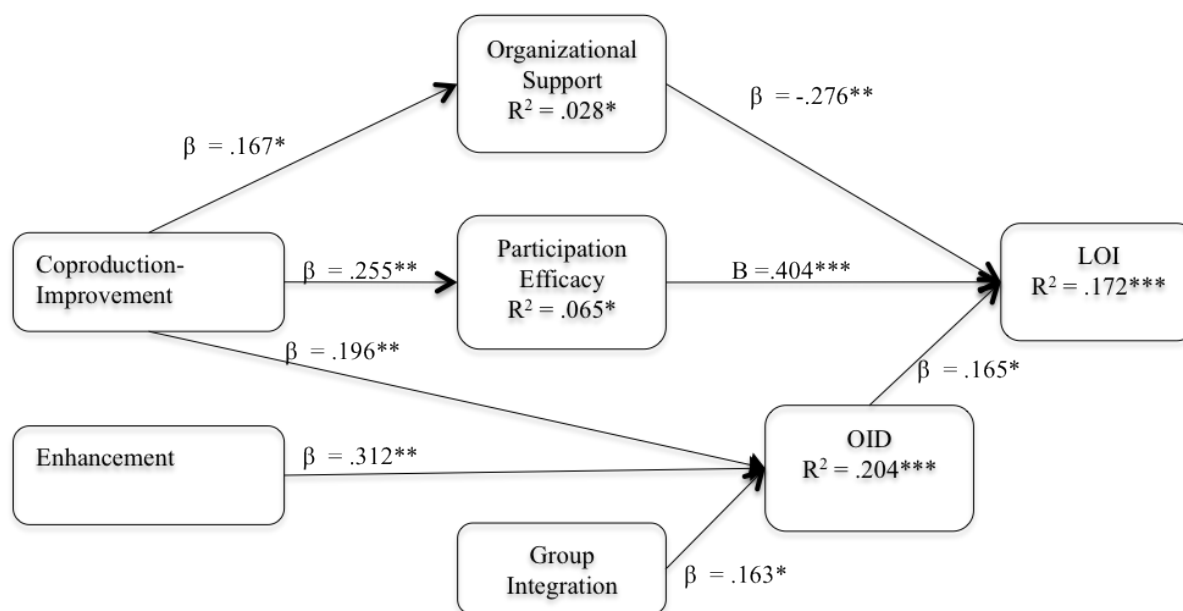 Organizational
Support
R² = .028*
β = -.276**
β = .167*
Coproduction-
Improvement
β = .255**
Participation
Efficacy
R² = .065*
B =.404***
LOI
R² = .172***
β = .196**
β = .165*
Enhancement
β = .312**
OID
R² = .204***
Group
Integration
β = .163*